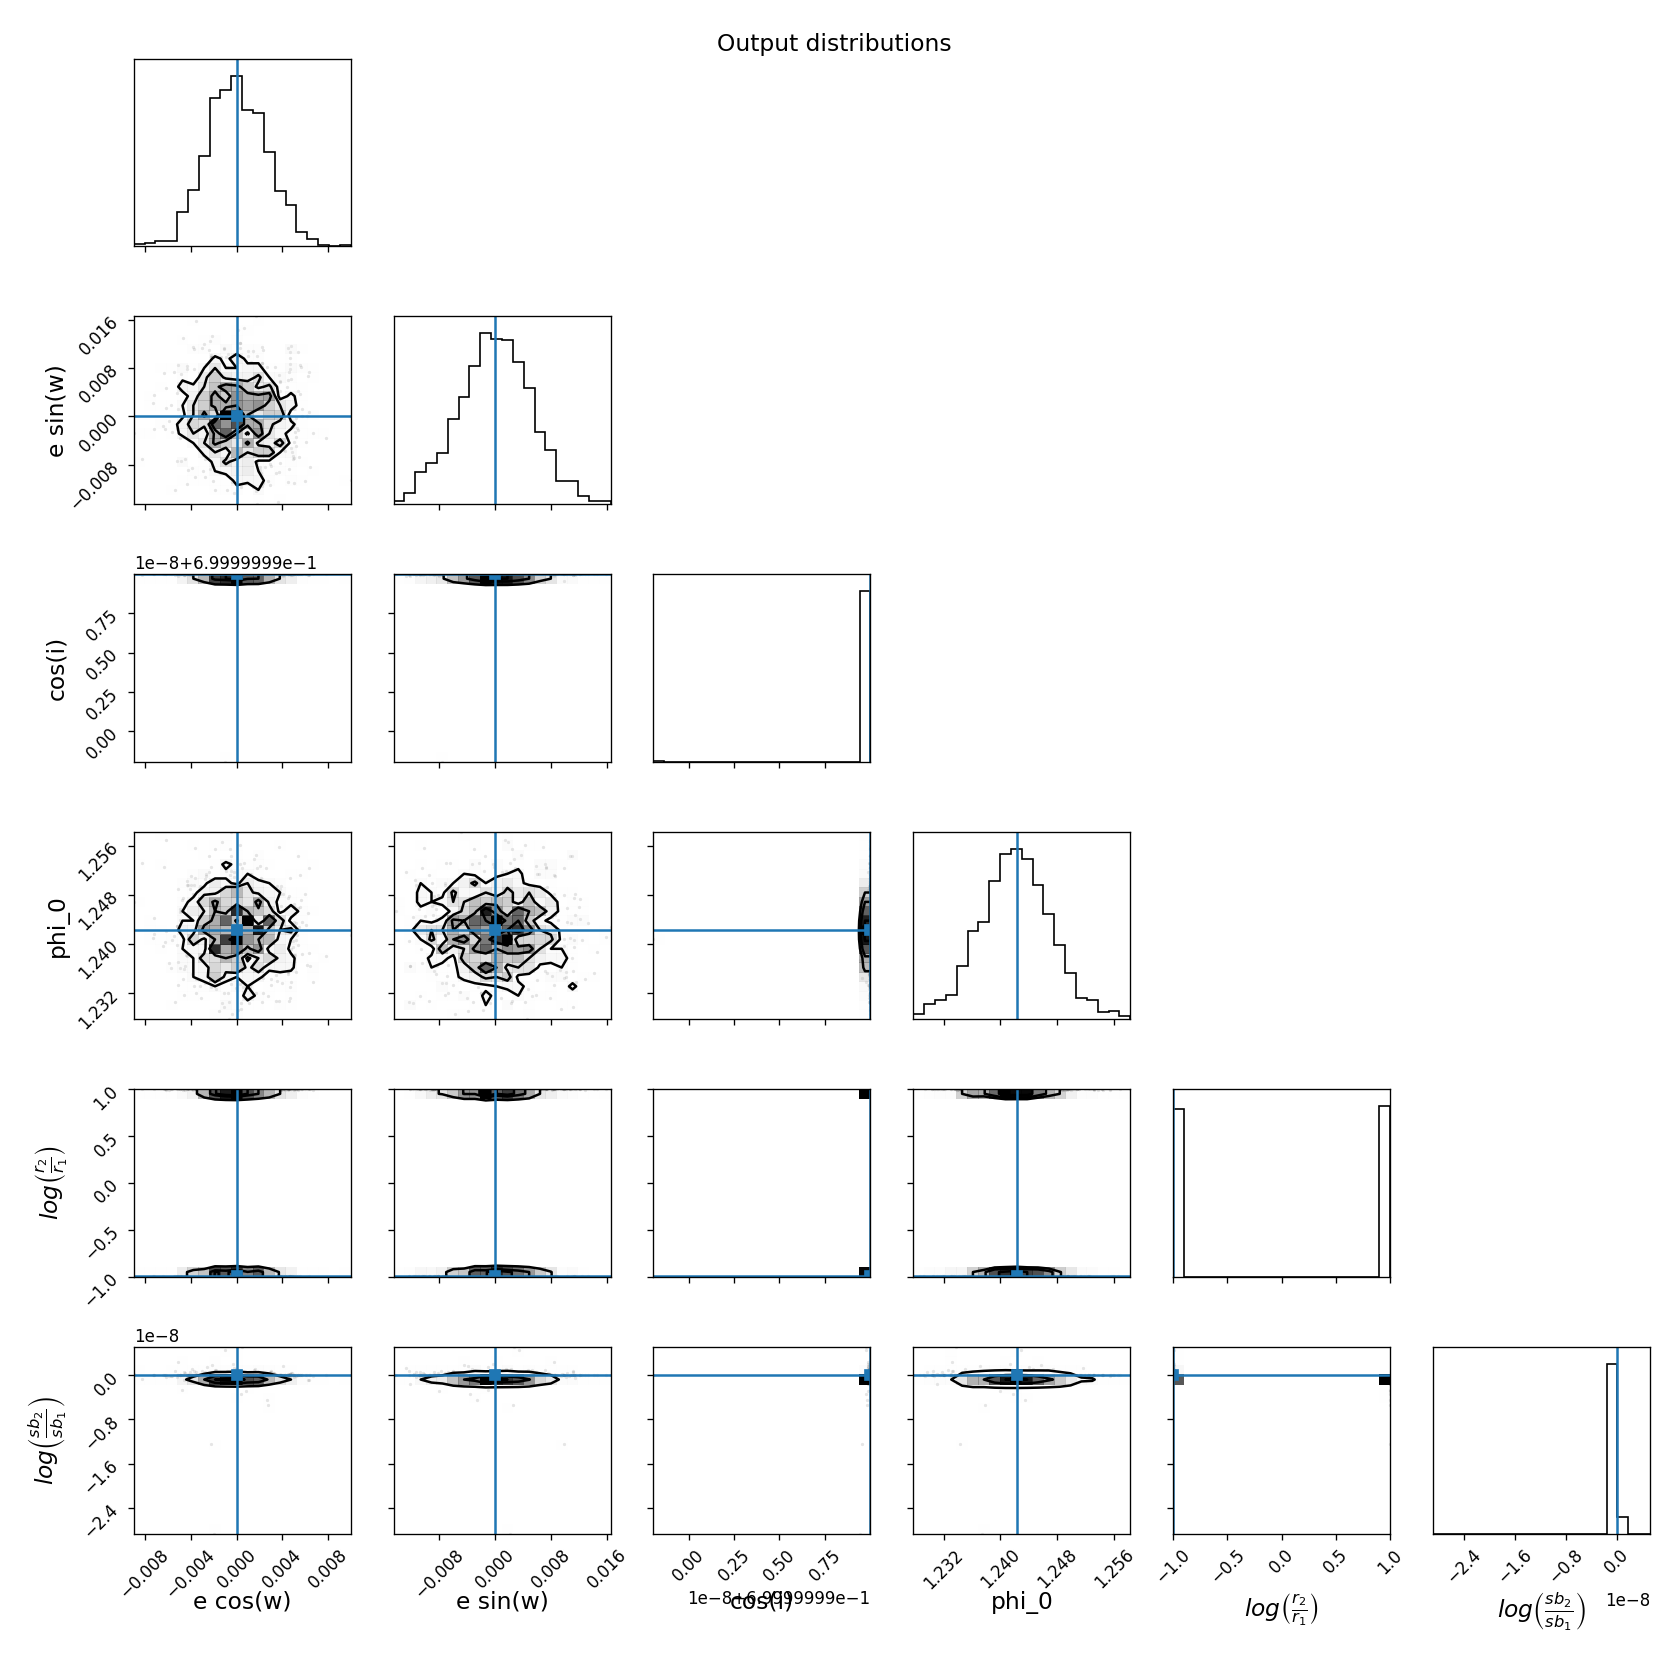 Output distributions
0.016
0.008
0.000
−0.008
e sin(w)
1e−8+6.9999999e−1
0.75
0.50
0.25
0.00
cos(i)
1.256
1.248
1.240
1.232
phi_0
1.0
0.5
0.0
−0.5
−1.0
log(r2/r1)
1e−8
0.0
−0.8
−1.6
−2.4
log(sb2/sb1)
−0.008 −0.004 0.000 0.004 0.008
e cos(w)
−0.008 0.000 0.008 0.016
e sin(w)
0.00 0.25 0.50 0.75
1e−8+6.9999999e−1
cos(i)
1.232 1.240 1.248 1.256
phi_0
−1.0 −0.5 0.0 0.5 1.0
log(r2/r1)
−2.4 −1.6 −0.8 0.0
1e−8
log(sb2/sb1)